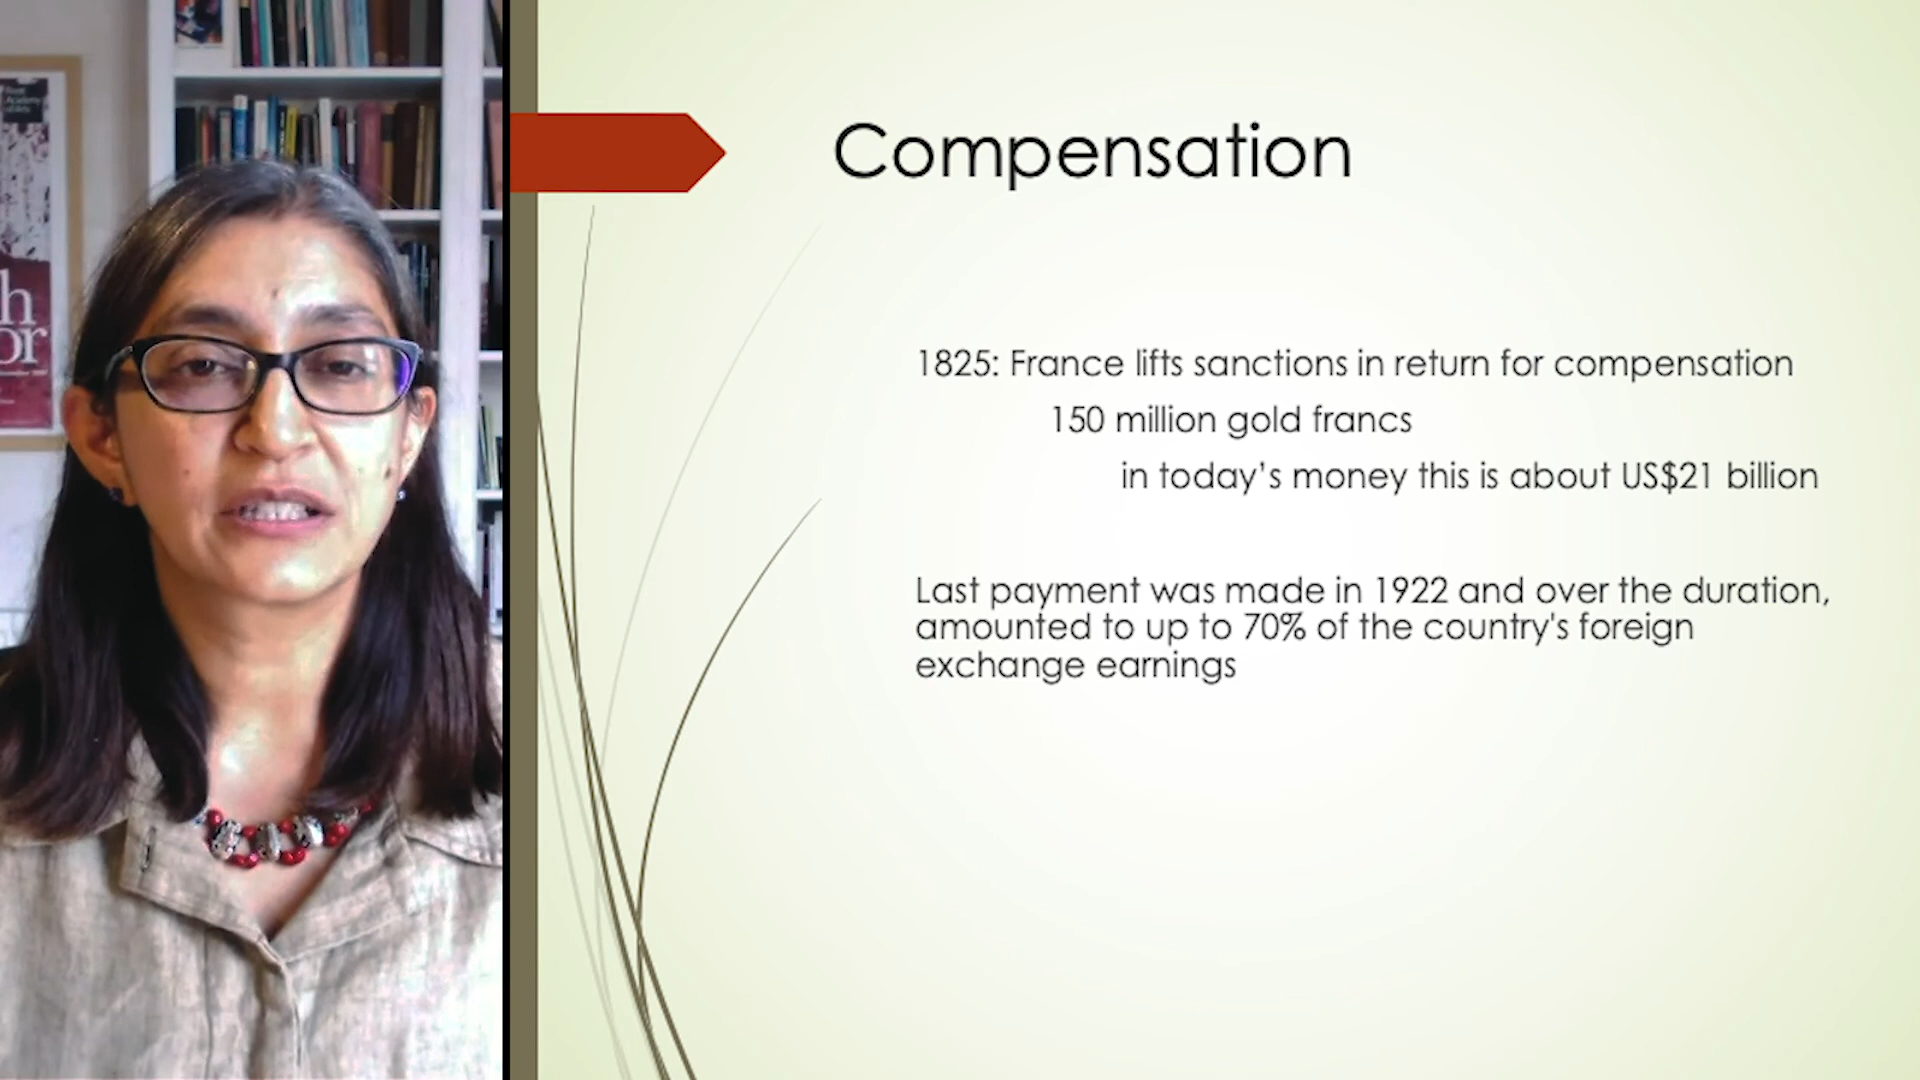 h
or
Compensation
1825: France lifts sanctions in return for compensation
150 million gold francs
in today's money this is about US$21 billion
Last payment was made in 1922 and over the duration,
amounted to up to 70% of the country's foreign
exchange earnings